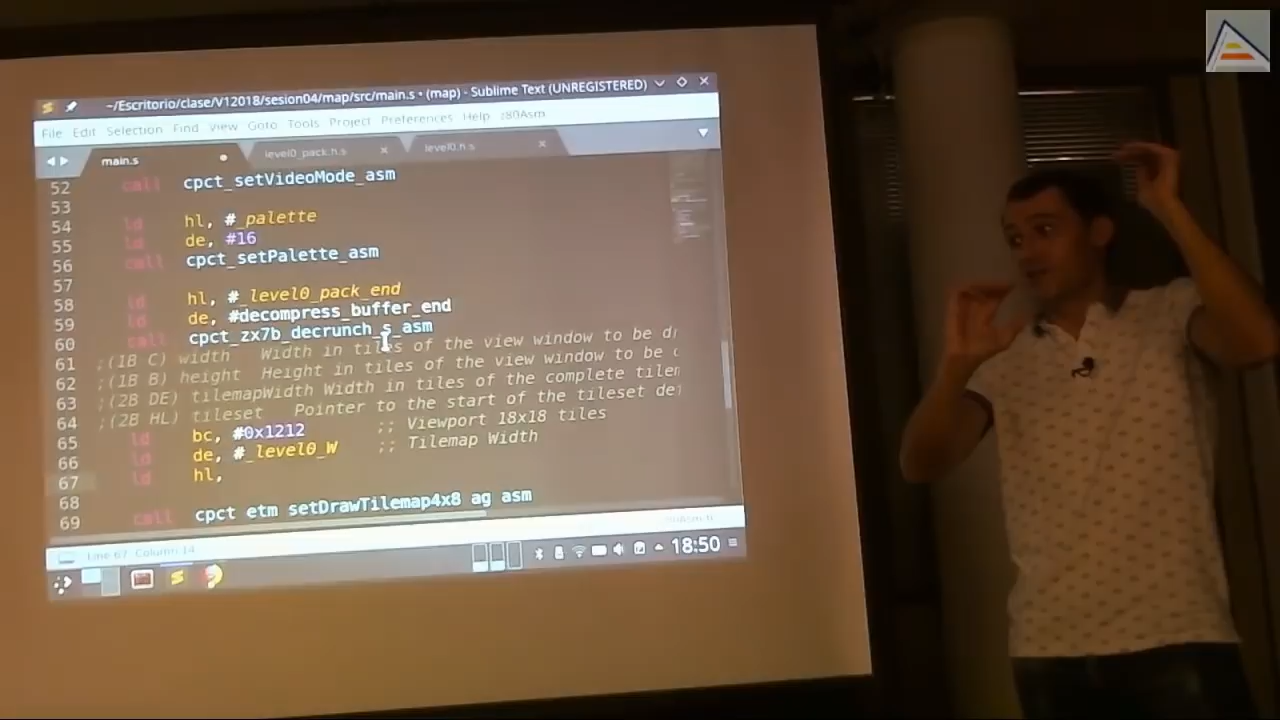 ~/Escritorio/clase/V12018/sesion04/map/src/main.s • (map) - Sublime Text (UNREGISTERED)
File Edit Selection Find View Goto Tools Project Preferences Help z80Asm
main.s level0_pack.h.s level0.h.s
52 call cpct_setVideoMode_asm
53
54 ld hl, #_palette
55 ld de, #16
56 call cpct_setPalette_asm
57
58 ld hl, #_level0_pack_end
59 ld de, #decompress_buffer_end
60 call cpct_zx7b_decrunch_s_asm
61 ;(1B C) width Width in tiles of the view window to be
62 ;(1B B) height Height in tiles of the view window to be
63 ;(2B DE) tilemapWidth Width in tiles of the complete
64 ;(2B HL) tileset Pointer to the start of the tileset
65 ld bc, #0x1212 ;; Viewport 18x18 tiles
66 ld de, #_level0_W ;; Tilemap Width
67 ld hl,
68
69 call cpct_etm_setDrawTilemap4x8_ag_asm
Line 67, Column 14
18:50